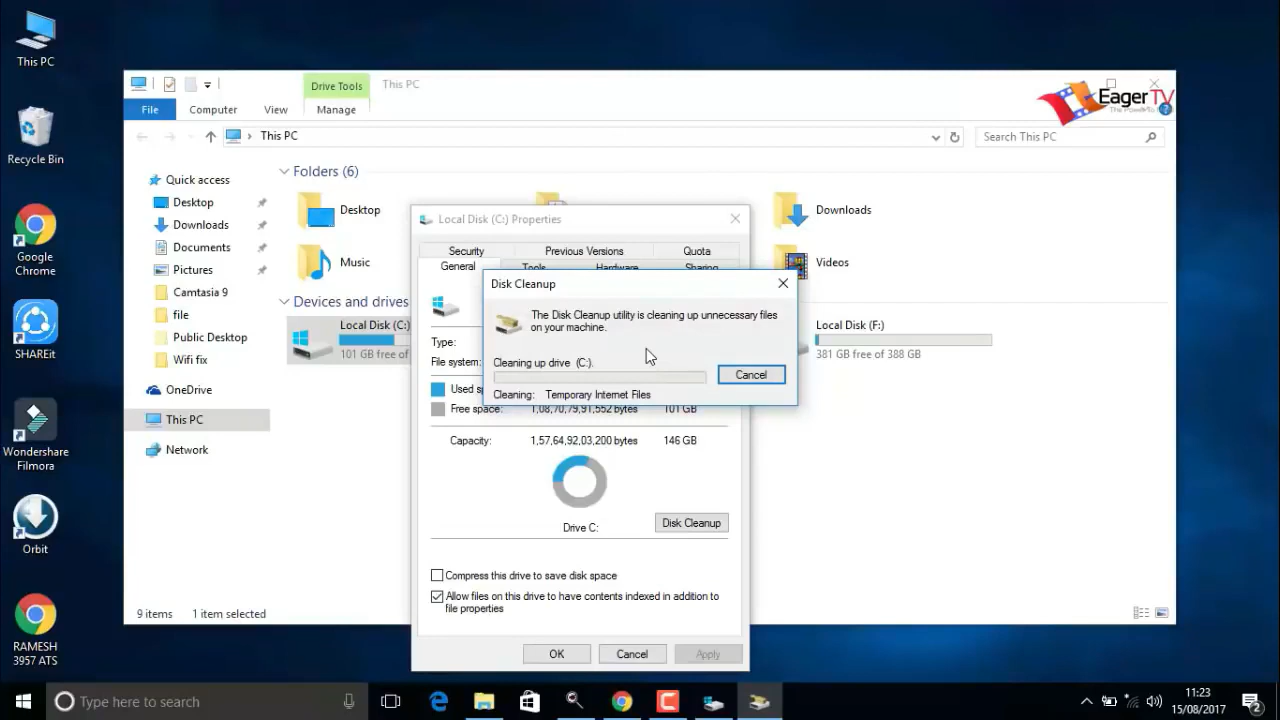 This PC
Recycle Bin
Google
Chrome
SHAREit
Wondershare
Filmora
Orbit
RAMESH
3957 ATS
Drive Tools
This PC
EagerTV
File
Computer
View
Manage
This PC
Search This PC
Quick access
Desktop
Downloads
Documents
Pictures
Camtasia 9
file
Public Desktop
Wifi fix
OneDrive
This PC
Network
Folders (6)
Desktop
Downloads
Music
Videos
Devices and drives
Local Disk (C:)
101 GB free of
Local Disk (F:)
381 GB free of 388 GB
Local Disk (C:) Properties
Security
Previous Versions
Quota
General
Tools
Hardware
Sharing
Type:
File system:
Used s
Free space:
1,08,70,79,91,552 bytes
101 GB
Capacity:
1,57,64,92,03,200 bytes
146 GB
Drive C:
Disk Cleanup
Compress this drive to save disk space
Allow files on this drive to have contents indexed in addition to
file properties
OK
Cancel
Apply
Disk Cleanup
The Disk Cleanup utility is cleaning up unnecessary files
on your machine.
Cleaning up drive (C:).
Cancel
Cleaning: Temporary Internet Files
9 items
1 item selected
Type here to search
11:23
15/08/2017
2